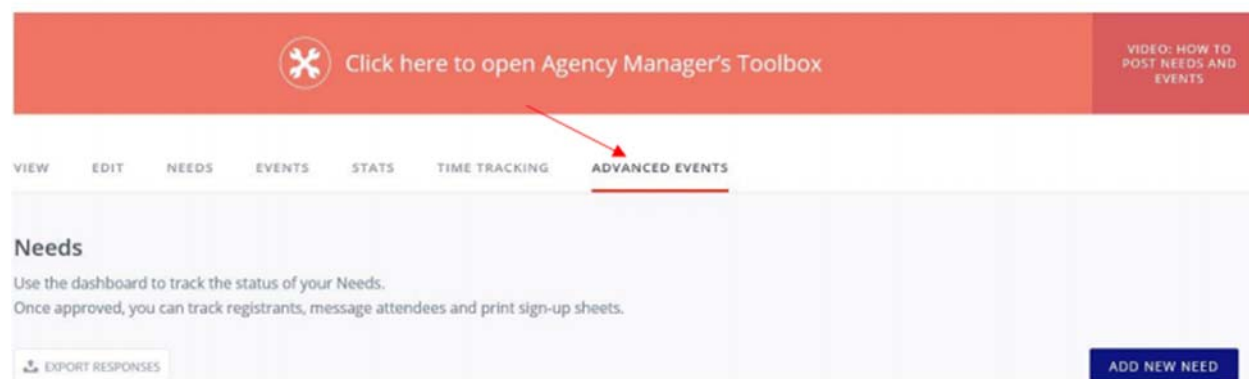 Click here to open Agency Manager's Toolbox
VIDEO: HOW TO
POST NEEDS AND
EVENTS
VIEW EDIT NEEDS EVENTS STATS TIME TRACKING ADVANCED EVENTS
Needs
Use the dashboard to track the status of your Needs.
Once approved, you can track registrants, message attendees and print sign-up sheets.
EXPORT RESPONSES
ADD NEW NEED